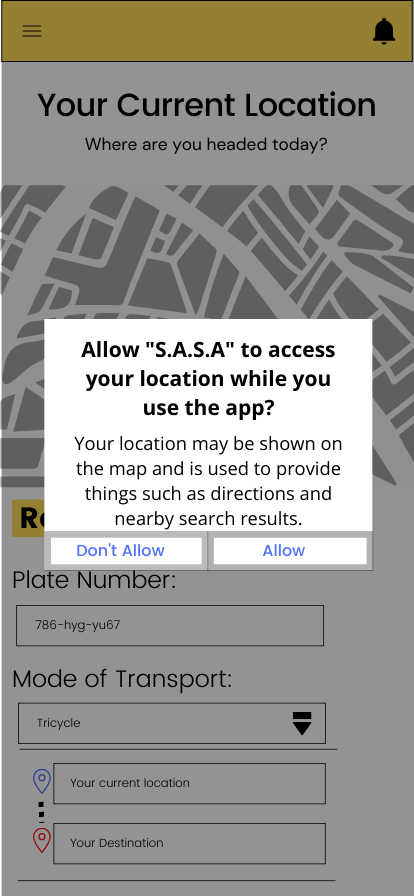 Your Current Location
Where are you headed today?
Allow "S.A.S.A" to access
your location while you
use the app?
Your location may be shown on
the map and is used to provide
things such as directions and
nearby search results.
Don't Allow
Allow
Plate Number:
786-hyg-yu67
Mode of Transport:
Tricycle
Your current location
Your Destination